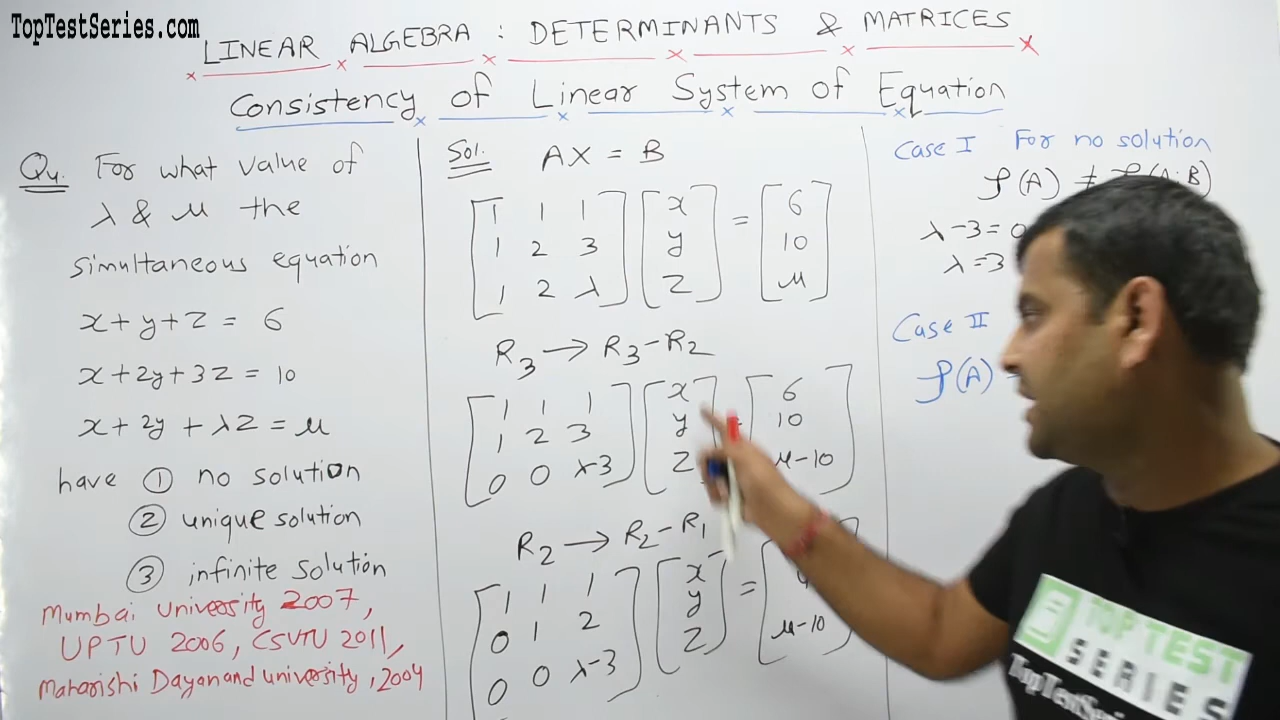 TopTestSeries.com
LINEAR ALGEBRA : DETERMINANTS & MATRICES
Consistency of Linear System of Equation
Q4. For what value of
λ & μ the
simultaneous equation
x + y + z = 6
x + 2y + 3z = 10
x + 2y + λz = μ
have ① no solution
② unique solution
③ infinite solution
Mumbai university 2007,
UPTU 2006, CSVTU 2011,
Maharishi Dayanand university, 2004
Sol. AX = B
[1 1 1] [x] = [6]
[1 2 3] [y] [10]
[1 2 λ] [z] [μ]
R3 → R3 - R2
[1 1 1] [x] = [6]
[1 2 3] [y] [10]
[0 0 λ-3] [z] [μ-10]
R2 → R2 - R1
[1 1 1] [x] =
[0 1 2] [y] [4]
[0 0 λ-3] [z] [μ-10]
Case I For no solution
ρ(A) ≠ ρ(A:B)
λ-3 = 0
λ = 3
Case II
ρ(A) =
TOP TEST
SERIES